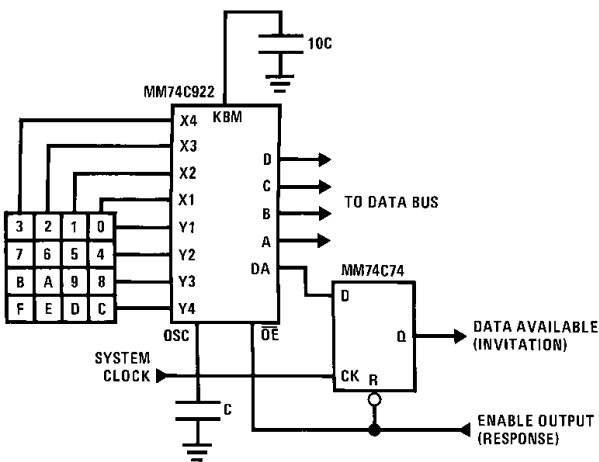 10C
MM74C922
KBM
X4
X3
X2
X1
Y1
Y2
Y3
Y4
D
C
B
A
DA
TO DATA BUS
3 2 1 0
7 6 5 4
B A 9 8
F E D C
OSC
OE
MM74C74
D
Q
CK
R
DATA AVAILABLE
(INVITATION)
SYSTEM
CLOCK
C
ENABLE OUTPUT
(RESPONSE)